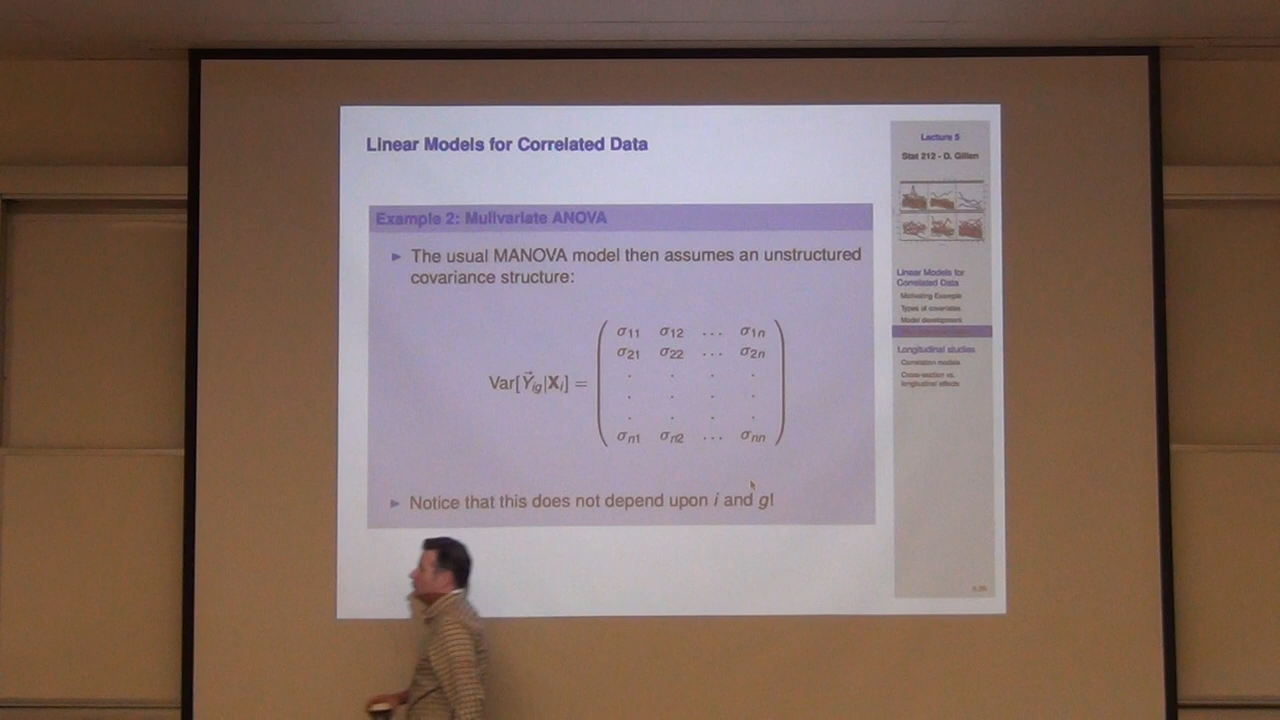 Linear Models for Correlated Data
Example 2: Mulivariate ANOVA
► The usual MANOVA model then assumes an unstructured
covariance structure:
σ11 σ12 ... σ1n
σ21 σ22 ... σ2n
. . . .
Var[Y⃗ig|Xi] = . . . .
. . . .
σn1 σn2 ... σnn
► Notice that this does not depend upon i and g!
Lecture 5
Stat 212 - D. Gillen
Linear Models for
Correlated Data
Motivating Example
Types of covariates
Model development
Longitudinal studies
Correlation models
Cross-section vs.
longitudinal effects